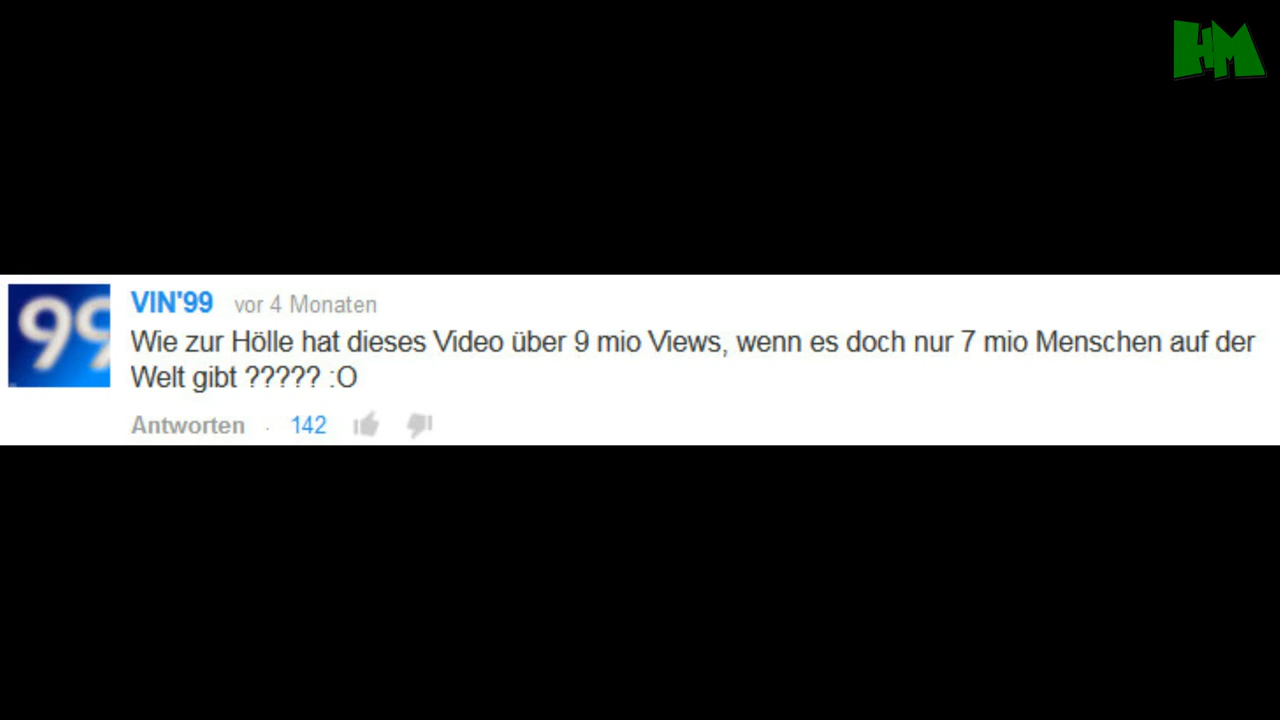 HM
99
VIN'99 vor 4 Monaten
Wie zur Hölle hat dieses Video über 9 mio Views, wenn es doch nur 7 mio Menschen auf der
Welt gibt ????? :O
Antworten · 142